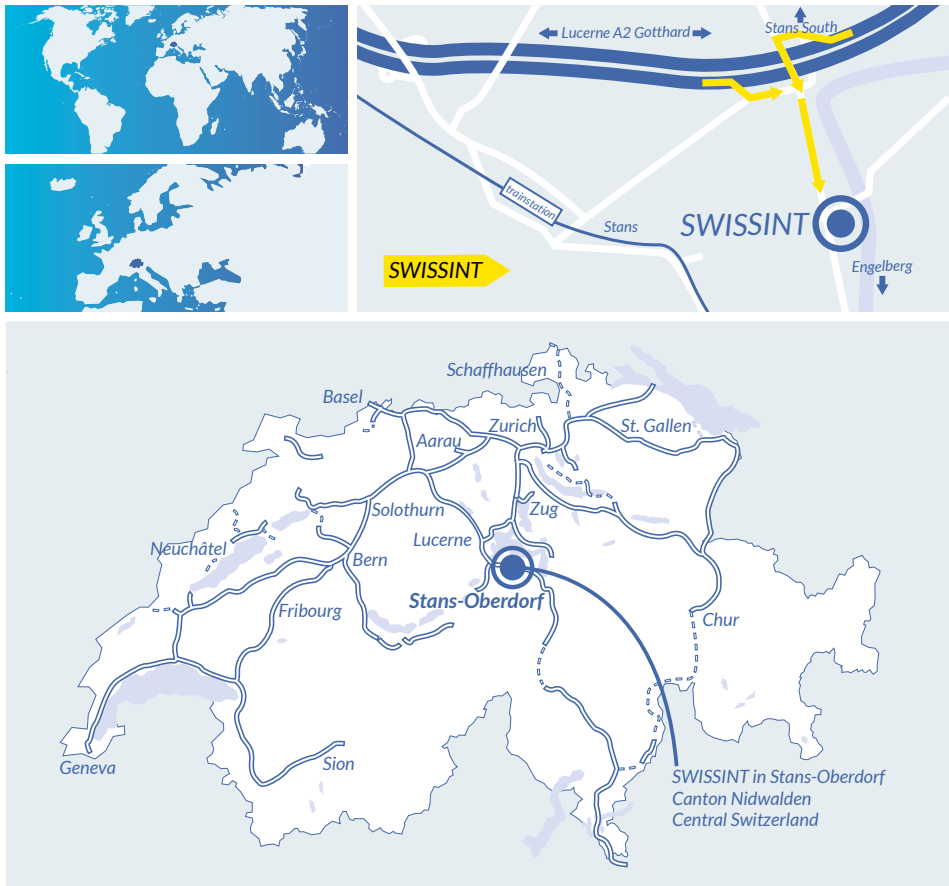 Lucerne A2 Gotthard
Stans South
trainstation
Stans
SWISSINT
Engelberg
SWISSINT
Schaffhausen
Basel
Zurich
St. Gallen
Aarau
Solothurn
Zug
Lucerne
Neuchâtel
Bern
Stans-Oberdorf
Fribourg
Chur
Geneva
Sion
SWISSINT in Stans-Oberdorf
Canton Nidwalden
Central Switzerland